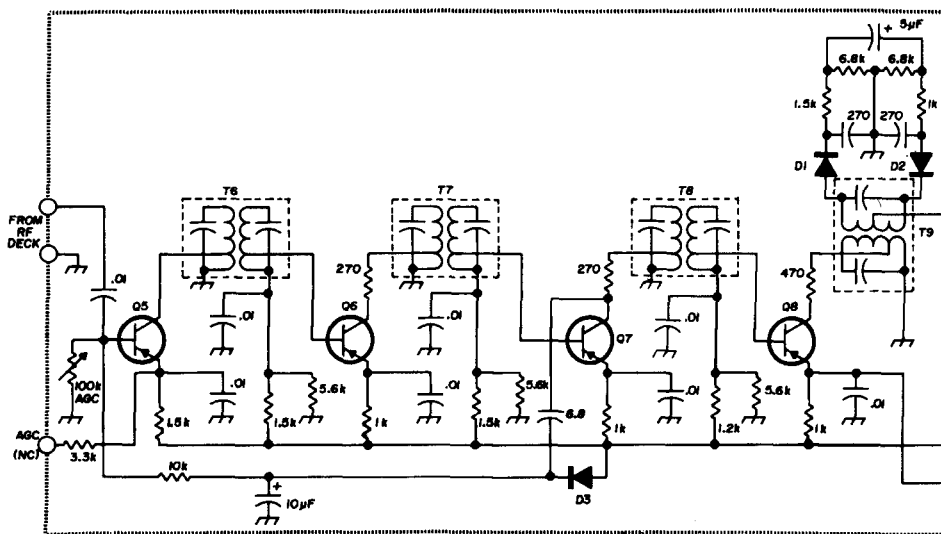 5µF
6.8k 6.8k
1.5k 1k
270 270
D1 D2
T6 T7 T8 T9
FROM
RF
DECK
.01
270 270 470
Q5 Q6 Q7 Q8
.01 .01 .01
100k
AGC
.01 .01 .01 .01
5.6k 5.6k 5.6k
1.5k 1.5k 1k 1.5k 1k 1.2k 1k
6.8
AGC
(NC)
3.3k
10k
D3
10µF